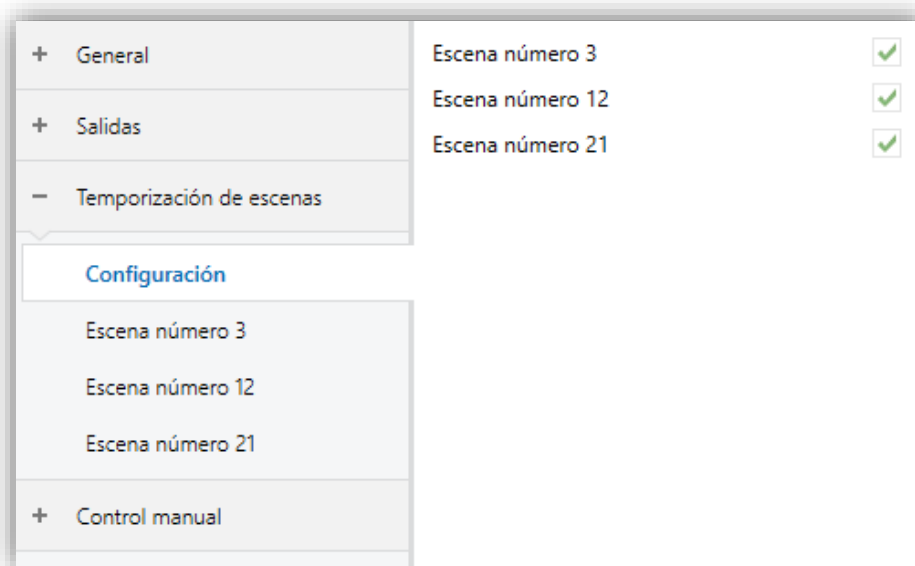 General
Salidas
Temporización de escenas
Configuración
Escena número 3
Escena número 12
Escena número 21
Control manual
Escena número 3
Escena número 12
Escena número 21